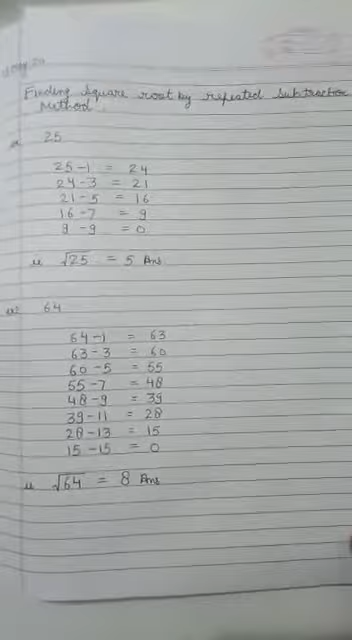 Finding square root by repeated subtraction
Method.
25
25 - 1 = 24
24 - 3 = 21
21 - 5 = 16
16 - 7 = 9
9 - 9 = 0
√25 = 5 Ans
64
64 - 1 = 63
63 - 3 = 60
60 - 5 = 55
55 - 7 = 48
48 - 9 = 39
39 - 11 = 28
28 - 13 = 15
15 - 15 = 0
√64 = 8 Ans